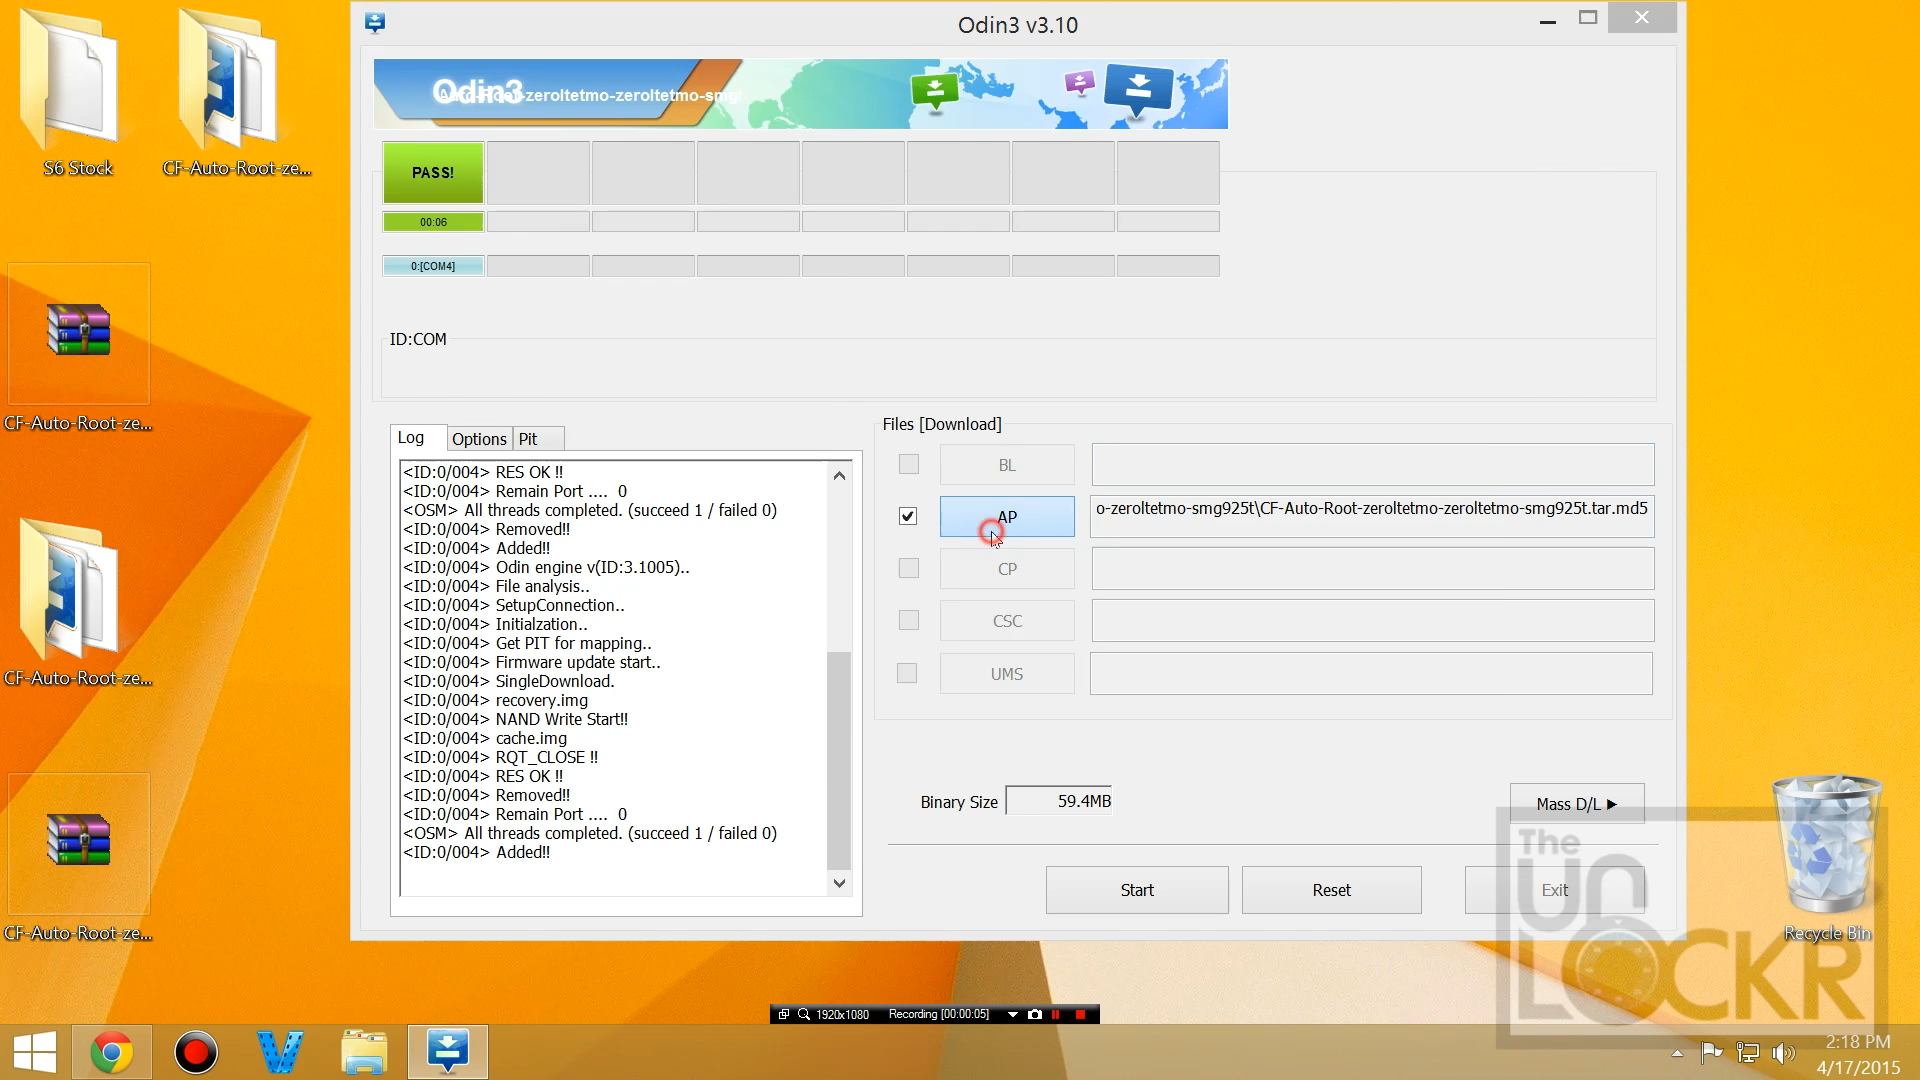 Odin3 v3.10
Odin3
Auto-Root-zeroltetmo-zeroltetmo-smg
S6 Stock
CF-Auto-Root-ze...
CF-Auto-Root-ze...
CF-Auto-Root-ze...
CF-Auto-Root-ze...
PASS!
00:06
0:[COM4]
ID:COM
Log
Options
Pit
<ID:0/004> RES OK !!
<ID:0/004> Remain Port .... 0
<OSM> All threads completed. (succeed 1 / failed 0)
<ID:0/004> Removed!!
<ID:0/004> Added!!
<ID:0/004> Odin engine v(ID:3.1005)..
<ID:0/004> File analysis..
<ID:0/004> SetupConnection..
<ID:0/004> Initialzation..
<ID:0/004> Get PIT for mapping..
<ID:0/004> Firmware update start..
<ID:0/004> SingleDownload.
<ID:0/004> recovery.img
<ID:0/004> NAND Write Start!!
<ID:0/004> cache.img
<ID:0/004> RQT_CLOSE !!
<ID:0/004> RES OK !!
<ID:0/004> Removed!!
<ID:0/004> Remain Port .... 0
<OSM> All threads completed. (succeed 1 / failed 0)
<ID:0/004> Added!!
Files [Download]
BL
AP
o-zeroltetmo-smg925t\CF-Auto-Root-zeroltetmo-zeroltetmo-smg925t.tar.md5
CP
CSC
UMS
Binary Size
59.4MB
Mass D/L
Start
Reset
Exit
The
UN
LOCKR
Recycle Bin
1920x1080
Recording [00:00:05]
2:18 PM
4/17/2015